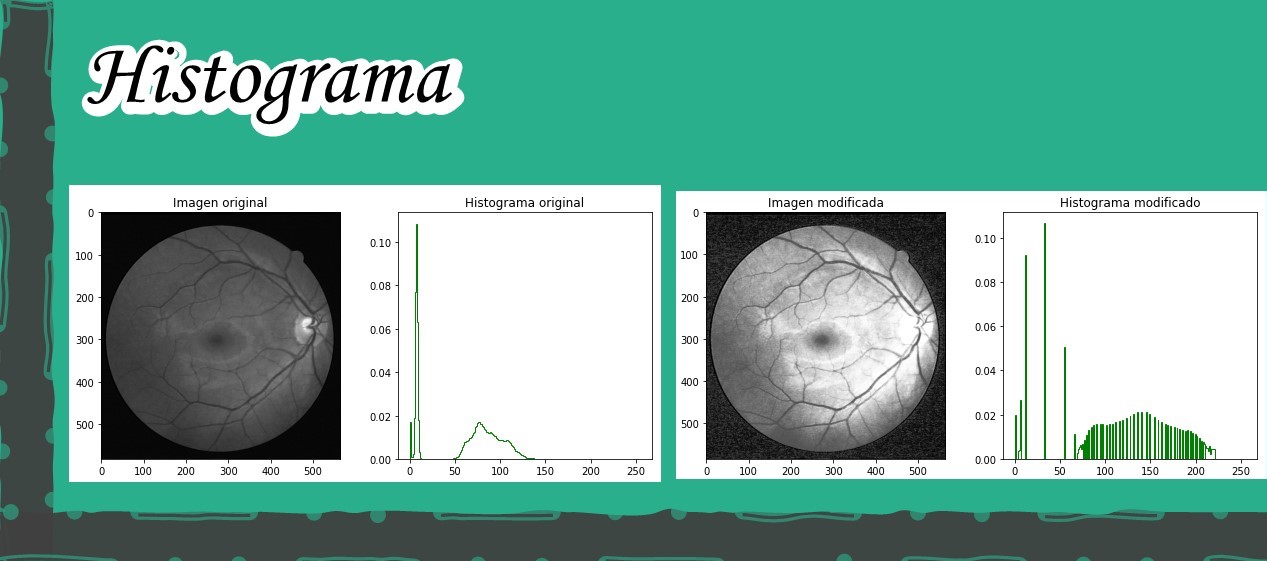 Histograma
Imagen original
0
100
200
300
400
500
0 100 200 300 400 500
Histograma original
0.10
0.08
0.06
0.04
0.02
0.00
0 50 100 150 200 250
Imagen modificada
0
100
200
300
400
500
0 100 200 300 400 500
Histograma modificado
0.10
0.08
0.06
0.04
0.02
0.00
0 50 100 150 200 250